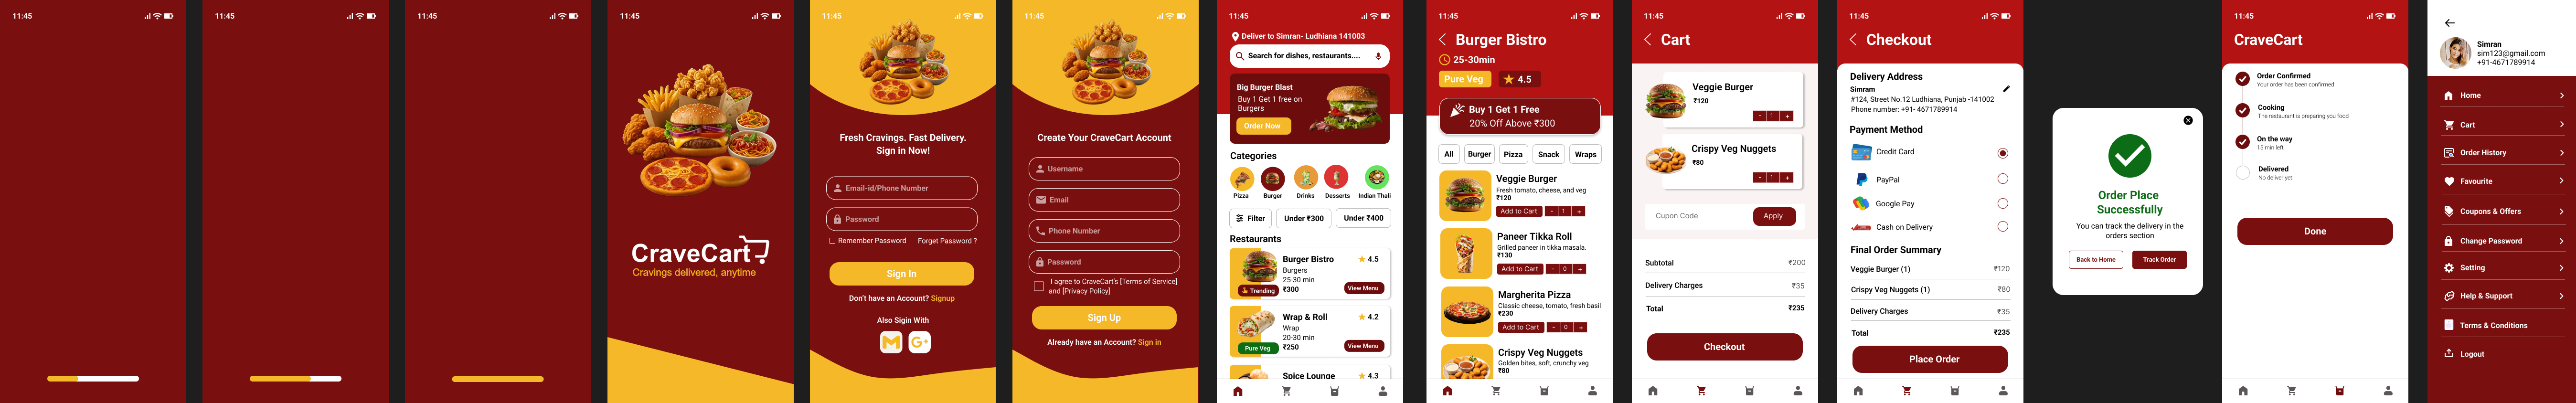 11:45
11:45
11:45
11:45
CraveCart
Cravings delivered, anytime
11:45
Fresh Cravings. Fast Delivery.
Sign in Now!
Email-id/Phone Number
Password
Remember Password Forget Password ?
Sign In
Don't have an Account? Signup
Also Sigin With
M G+
11:45
Create Your CraveCart Account
Username
Email
Phone Number
Password
I agree to CraveCart's [Terms of Service]
and [Privacy Policy]
Sign Up
Already have an Account? Sign in
11:45
Deliver to Simran- Ludhiana 141003
Search for dishes, restaurants....
Big Burger Blast
Buy 1 Get 1 free on
Burgers
Order Now
Categories
Pizza Burger Drinks Desserts Indian Thali
Filter Under ₹300 Under ₹400
Restaurants
Burger Bistro 4.5
Burgers
25-30 min
Trending ₹300 View Menu
Wrap & Roll 4.2
Wrap
20-30 min
Pure Veg ₹250 View Menu
Spice Lounge 4.3
11:45
Burger Bistro
25-30min
Pure Veg 4.5
Buy 1 Get 1 Free
20% Off Above ₹300
All Burger Pizza Snack Wraps
Veggie Burger
Fresh tomato, cheese, and veg
₹120
Add to Cart - 1 +
Paneer Tikka Roll
Grilled paneer in tikka masala.
₹130
Add to Cart - 0 +
Margherita Pizza
Classic cheese, tomato, fresh basil
₹230
Add to Cart - 0 +
Crispy Veg Nuggets
Golden bites, soft, crunchy veg
₹80
11:45
Cart
Veggie Burger
₹120
- 1 +
Crispy Veg Nuggets
₹80
- 1 +
Cupon Code Apply
Subtotal ₹200
Delivery Charges ₹35
Total ₹235
Checkout
11:45
Checkout
Delivery Address
Simram
#124, Street No.12 Ludhiana, Punjab -141002
Phone number: +91- 4671789914
Payment Method
Credit Card
PayPal
Google Pay
Cash on Delivery
Final Order Summary
Veggie Burger (1) ₹120
Crispy Veg Nuggets (1) ₹80
Delivery Charges ₹35
Total ₹235
Place Order
Order Place
Successfully
You can track the delivery in the
orders section
Back to Home Track Order
11:45
CraveCart
Order Confirmed
Your order has been confirmed
Cooking
The restaurant is preparing you food
On the way
15 min left
Delivered
No deliver yet
Done
Simran
sim123@gmail.com
+91-4671789914
Home
Cart
Order History
Favourite
Coupons & Offers
Change Password
Setting
Help & Support
Terms & Conditions
Logout